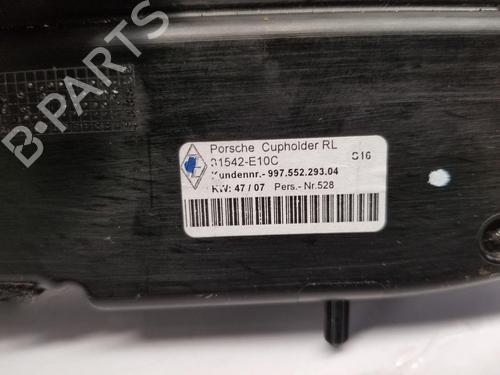 B-PARTS
Porsche Cupholder RL
31542-E10C S16
Kundennr.- 997.552.293.04
KW: 47 / 07 Pers.- Nr.528